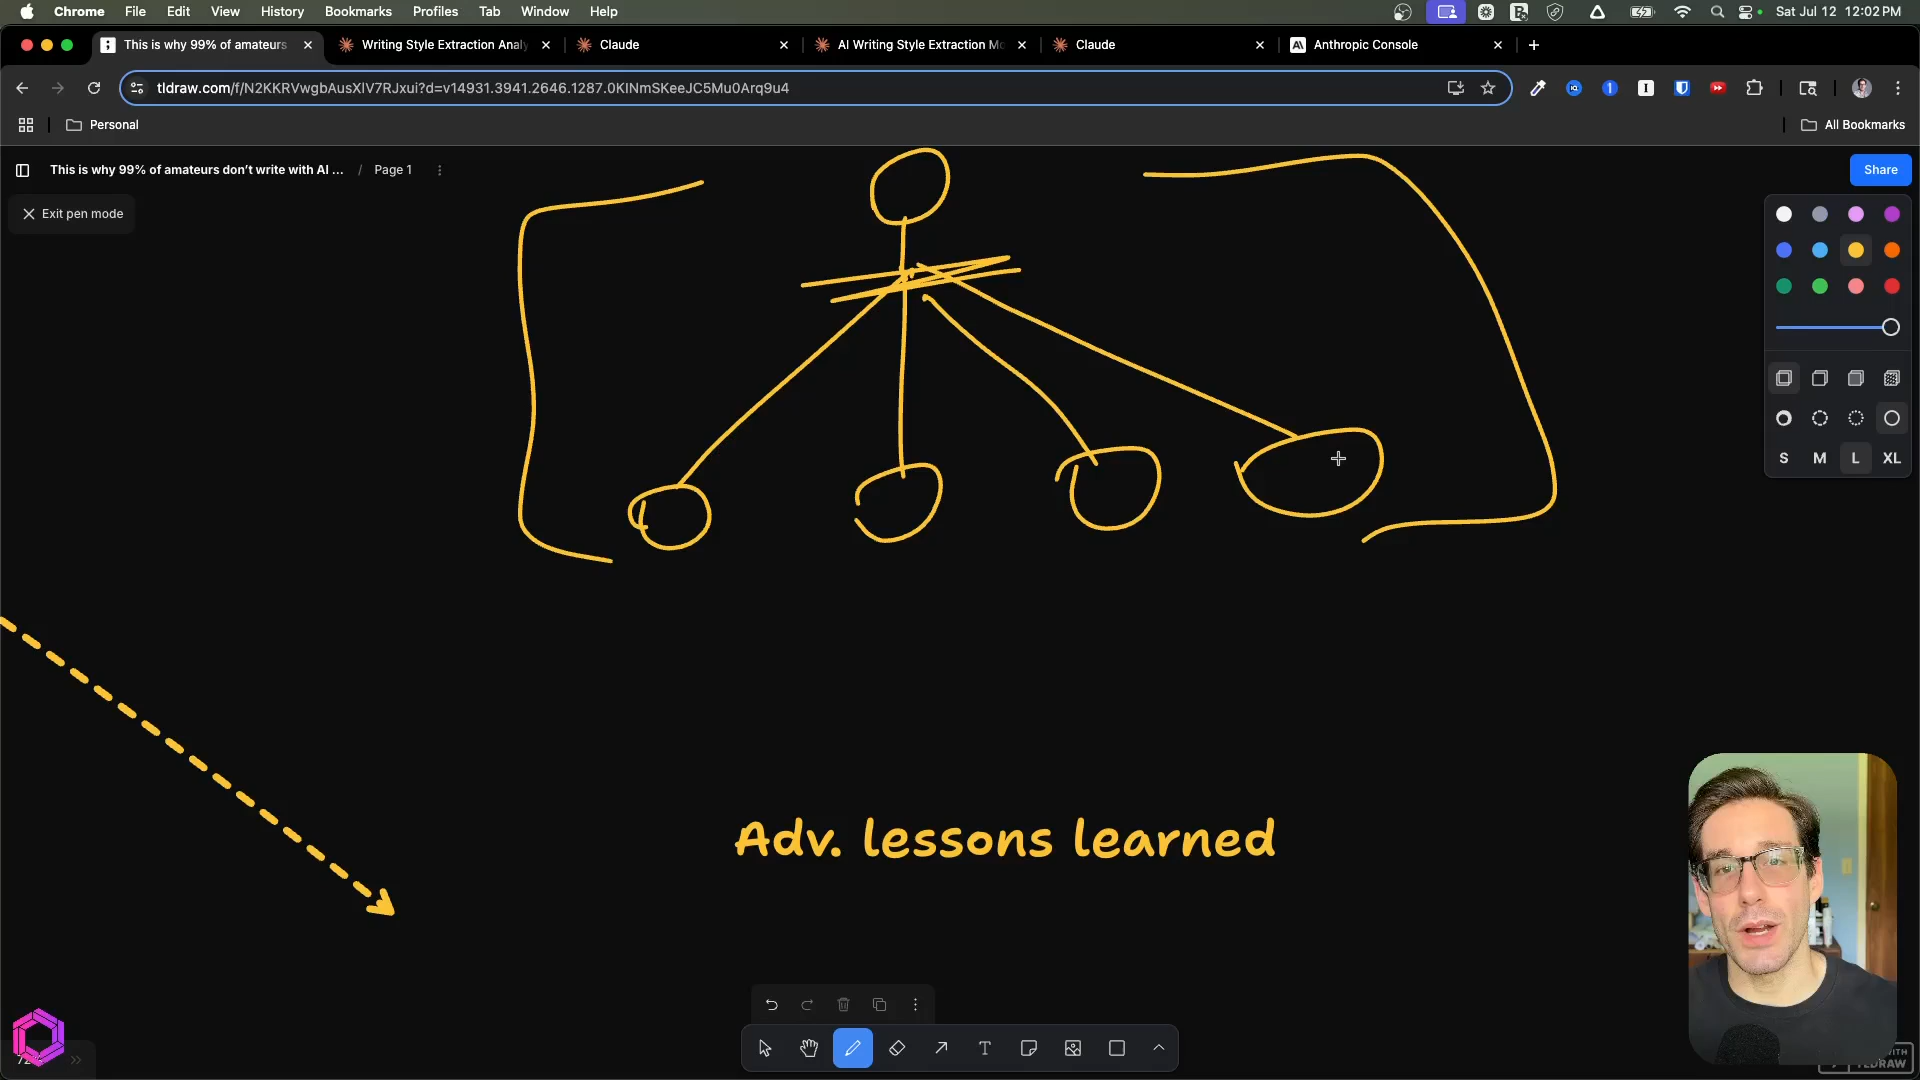 Chrome File Edit View History Bookmarks Profiles Tab Window Help Sat Jul 12 12:02 PM
This is why 99% of amateurs Writing Style Extraction Analy Claude AI Writing Style Extraction Mo Claude Anthropic Console
tldraw.com/f/N2KKRVwgbAusXlV7RJxui?d=v14931.3941.2646.1287.0KlNmSKeeJC5Mu0Arq9u4
Personal All Bookmarks
This is why 99% of amateurs don't write with AI ... / Page 1 Share
Exit pen mode
S M L XL
Adv. lessons learned